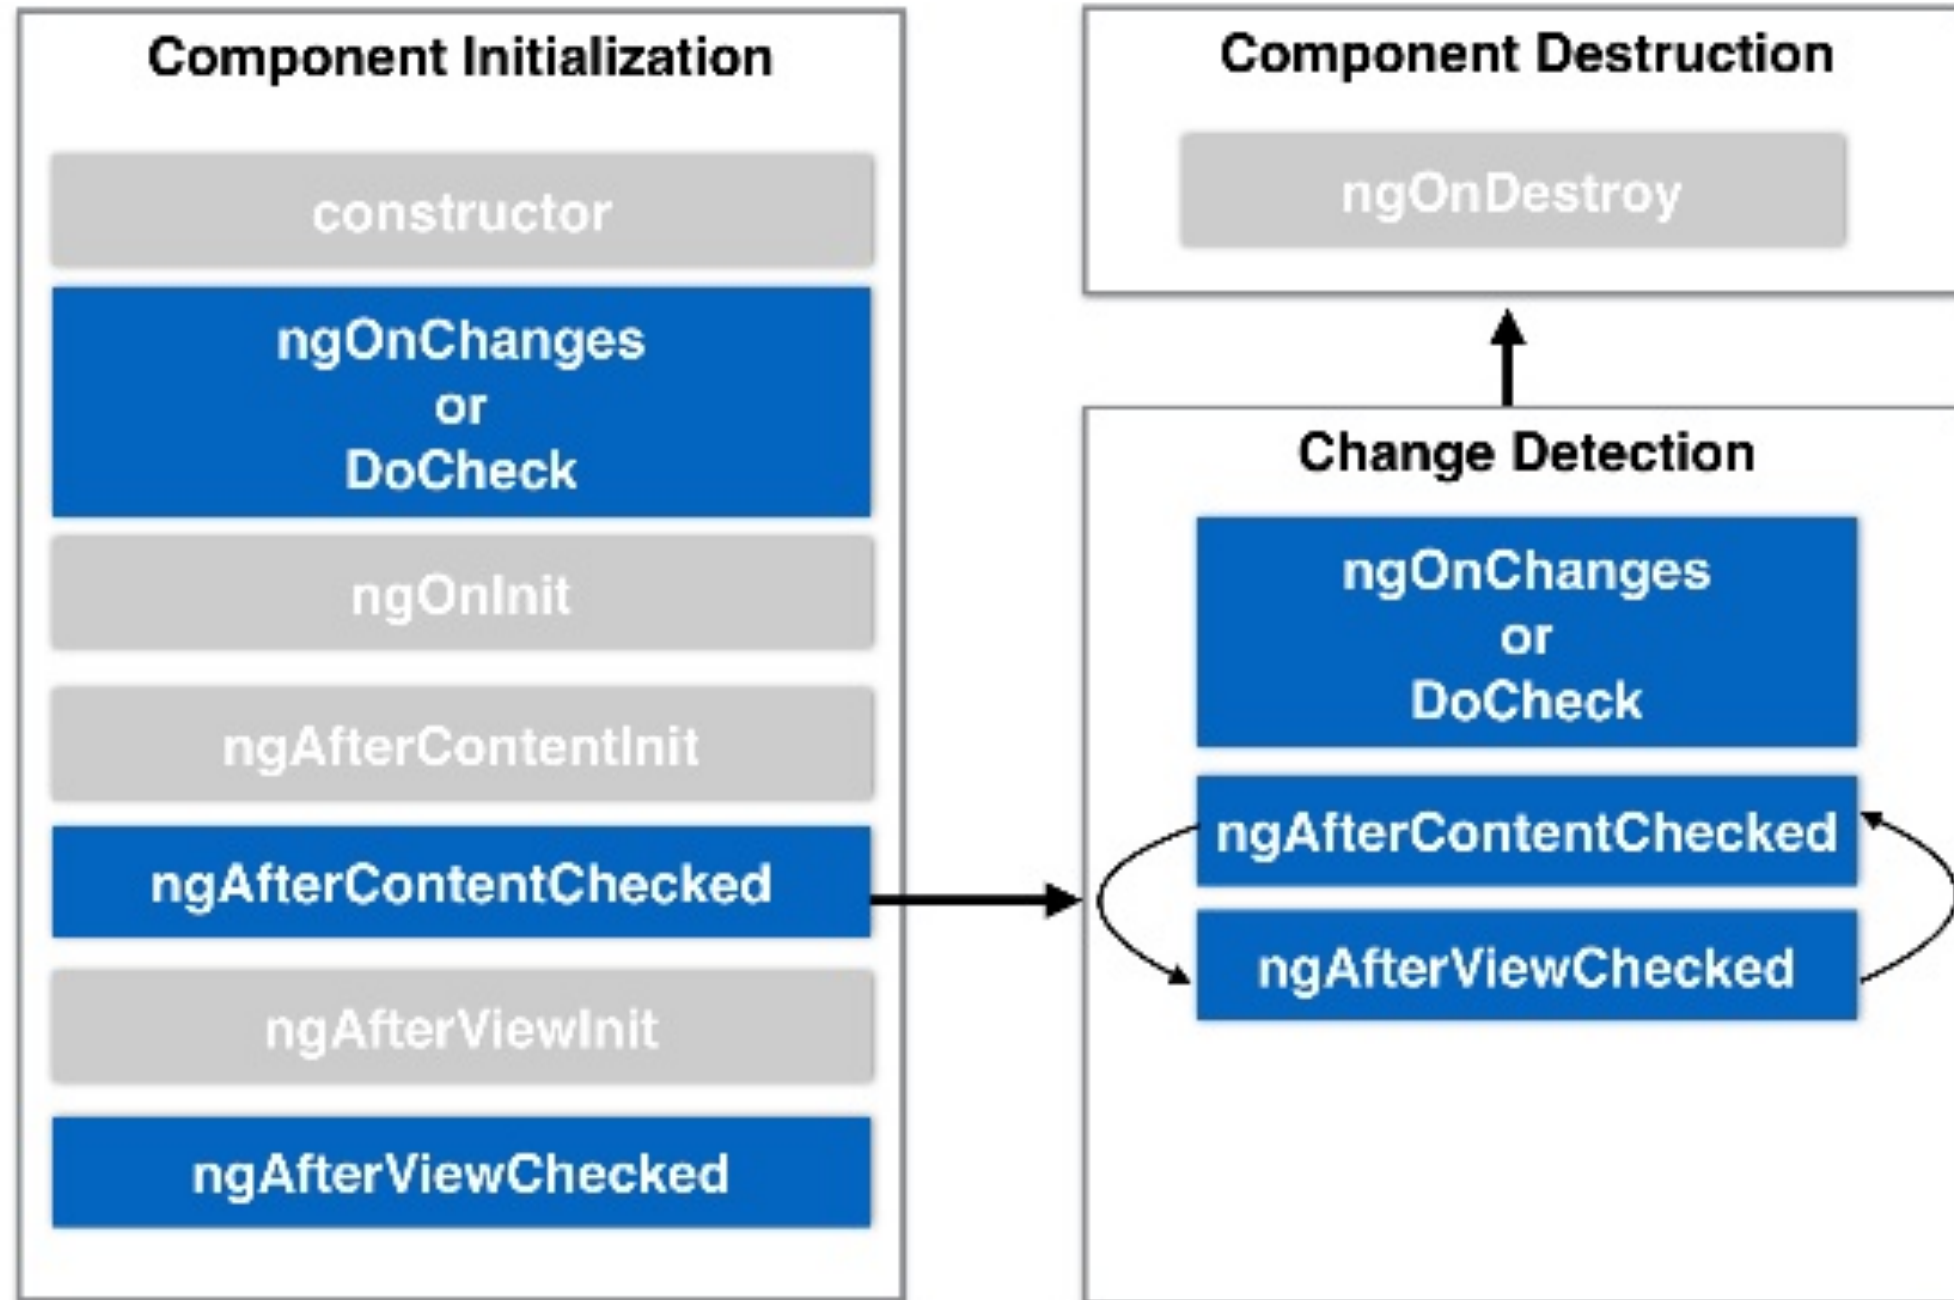 Component Initialization
constructor
ngOnChanges
or
DoCheck
ngOnInit
ngAfterContentInit
ngAfterContentChecked
ngAfterViewInit
ngAfterViewChecked
Component Destruction
ngOnDestroy
Change Detection
ngOnChanges
or
DoCheck
ngAfterContentChecked
ngAfterViewChecked